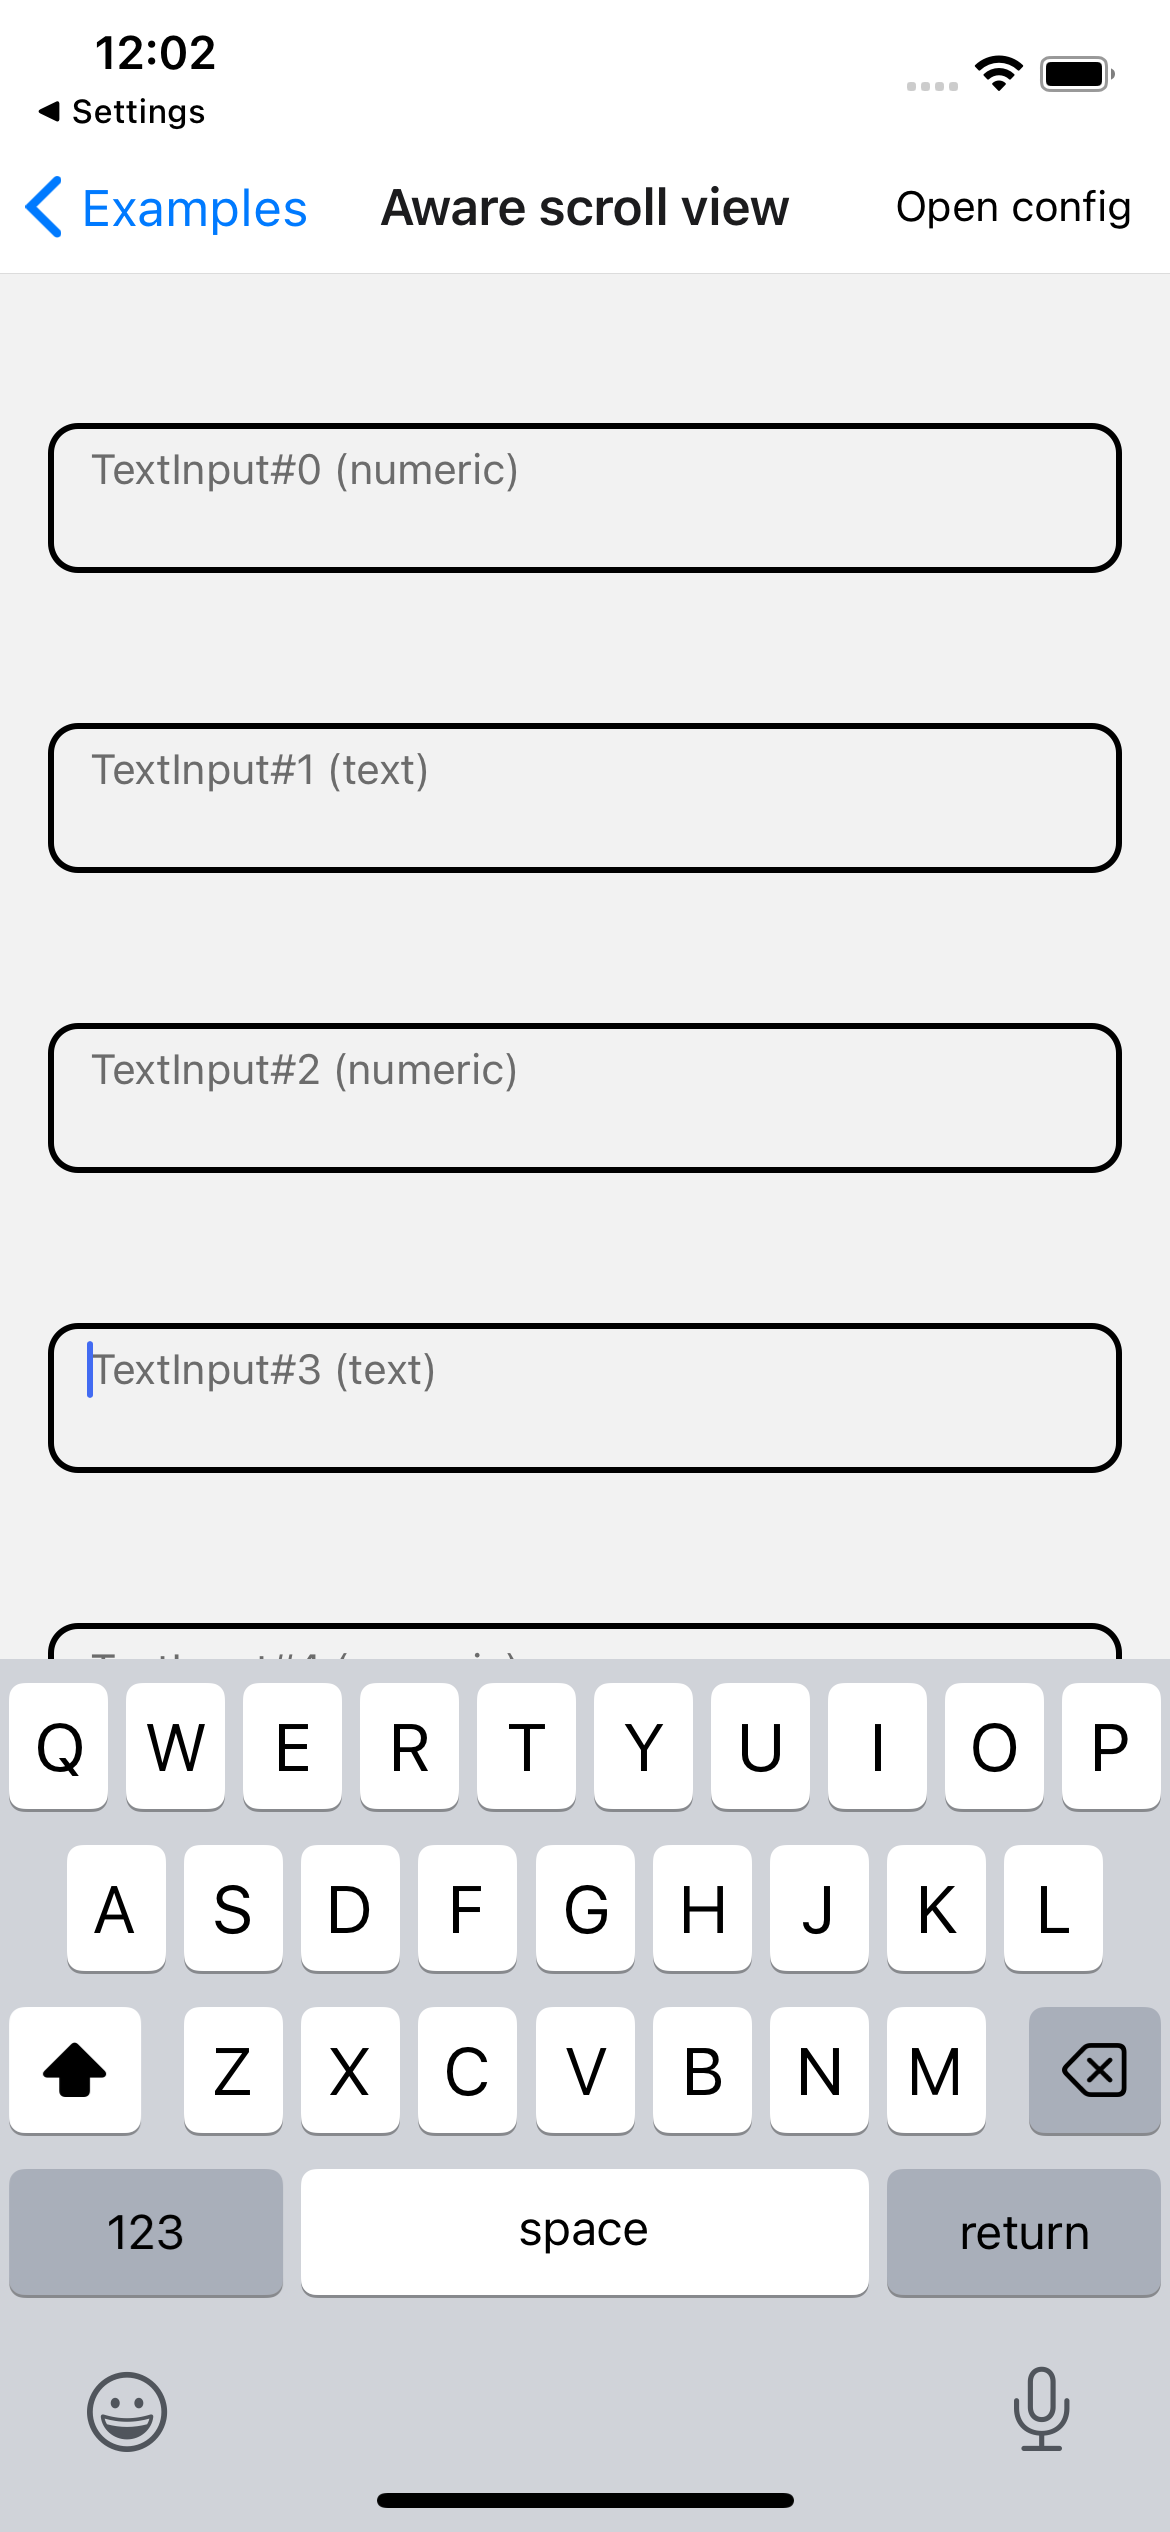 12:02
◀ Settings
Examples
Aware scroll view
Open config
TextInput#0 (numeric)
TextInput#1 (text)
TextInput#2 (numeric)
TextInput#3 (text)
Q W E R T Y U I O P
A S D F G H J K L
Z X C V B N M
123 space return